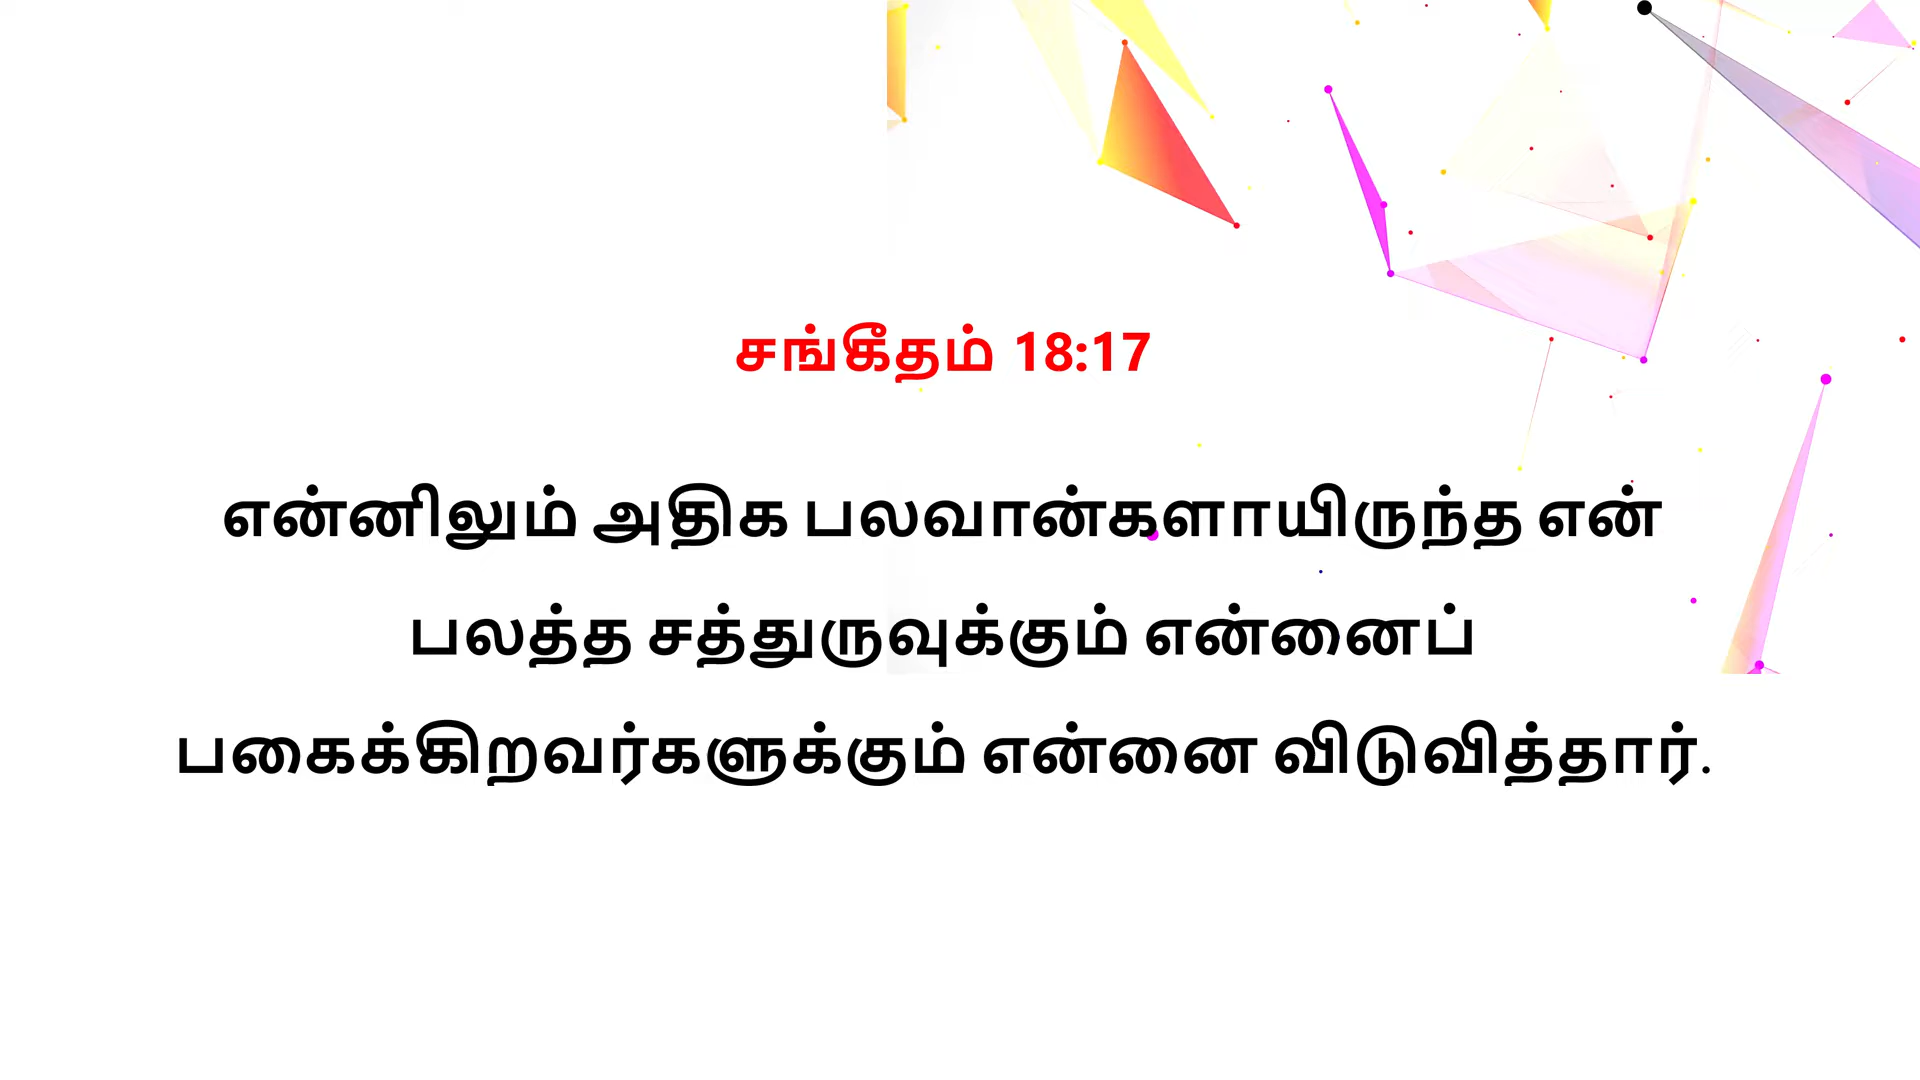 சங்கீதம் 18:17
என்னிலும் அதிக பலவான்களாயிருந்த என்
பலத்த சத்துருவுக்கும் என்னைப்
பகைக்கிறவர்களுக்கும் என்னை விடுவித்தார்.